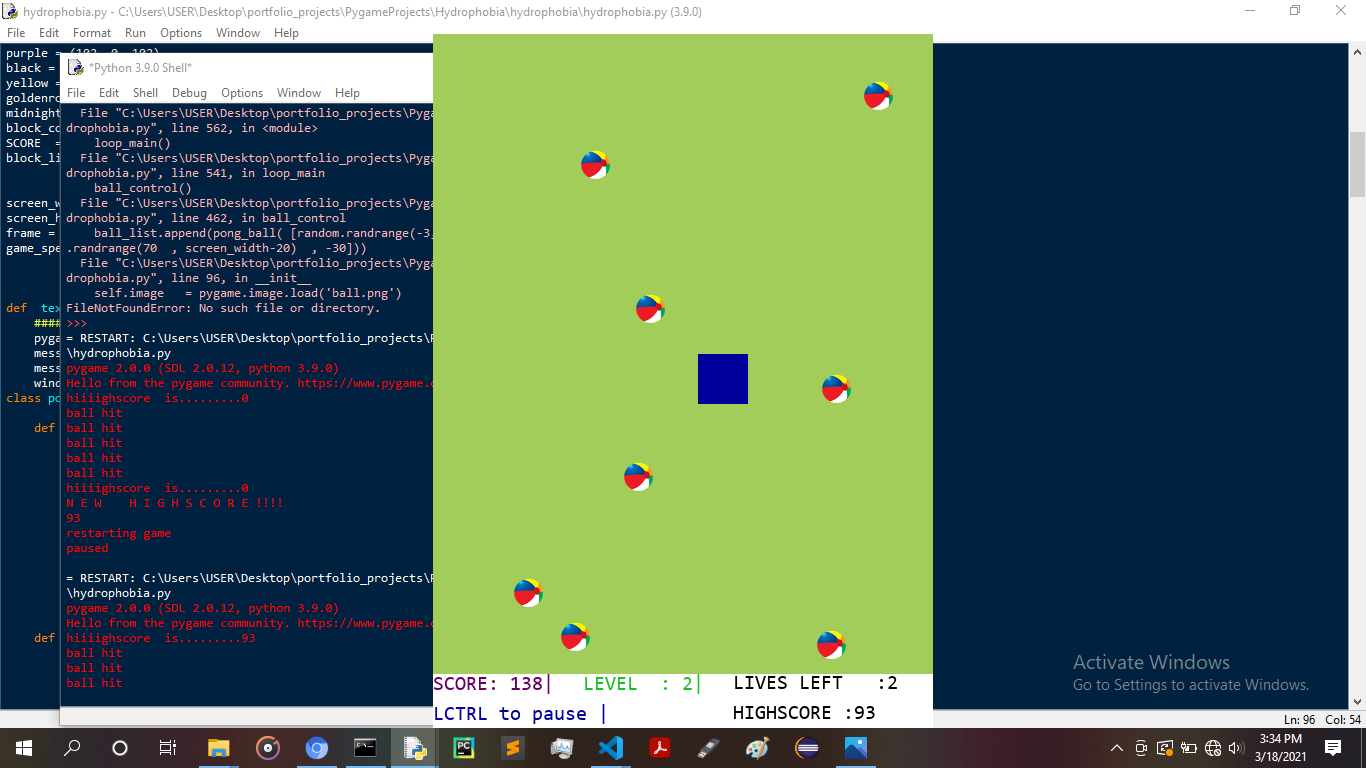 hydrophobia.py - C:\Users\USER\Desktop\portfolio_projects\PygameProjects\Hydrophobia\hydrophobia\hydrophobia.py (3.9.0)
File Edit Format Run Options Window Help
purple = (102, 0, 102)
black =
yellow =
goldenro
midnight
block_co
SCORE =
block_li
screen_w
screen_h
frame =
game_spe
def tex
####
pyga
mess
mess
wind
class po
def
def
*Python 3.9.0 Shell*
File Edit Shell Debug Options Window Help
File "C:\Users\USER\Desktop\portfolio_projects\Pyga
drophobia.py", line 562, in <module>
loop_main()
File "C:\Users\USER\Desktop\portfolio_projects\Pyga
drophobia.py", line 541, in loop_main
ball_control()
File "C:\Users\USER\Desktop\portfolio_projects\Pyga
drophobia.py", line 462, in ball_control
ball_list.append(pong_ball( [random.randrange(-3,
.randrange(70  , screen_width-20)  , -30]))
File "C:\Users\USER\Desktop\portfolio_projects\Pyga
drophobia.py", line 96, in __init__
self.image   = pygame.image.load('ball.png')
FileNotFoundError: No such file or directory.
>>>
= RESTART: C:\Users\USER\Desktop\portfolio_projects\P
\hydrophobia.py
pygame 2.0.0 (SDL 2.0.12, python 3.9.0)
Hello from the pygame community. https://www.pygame.c
hiiiighscore  is.........0
ball hit
ball hit
ball hit
ball hit
ball hit
hiiiighscore  is.........0
N E W    H I G H S C O R E !!!!
93
restarting game
paused
= RESTART: C:\Users\USER\Desktop\portfolio_projects\P
\hydrophobia.py
pygame 2.0.0 (SDL 2.0.12, python 3.9.0)
Hello from the pygame community. https://www.pygame.c
hiiiighscore  is.........93
ball hit
ball hit
ball hit
SCORE: 138| LEVEL : 2| LIVES LEFT :2
LCTRL to pause | HIGHSCORE :93
Activate Windows
Go to Settings to activate Windows.
Ln: 96 Col: 54
3:34 PM
3/18/2021